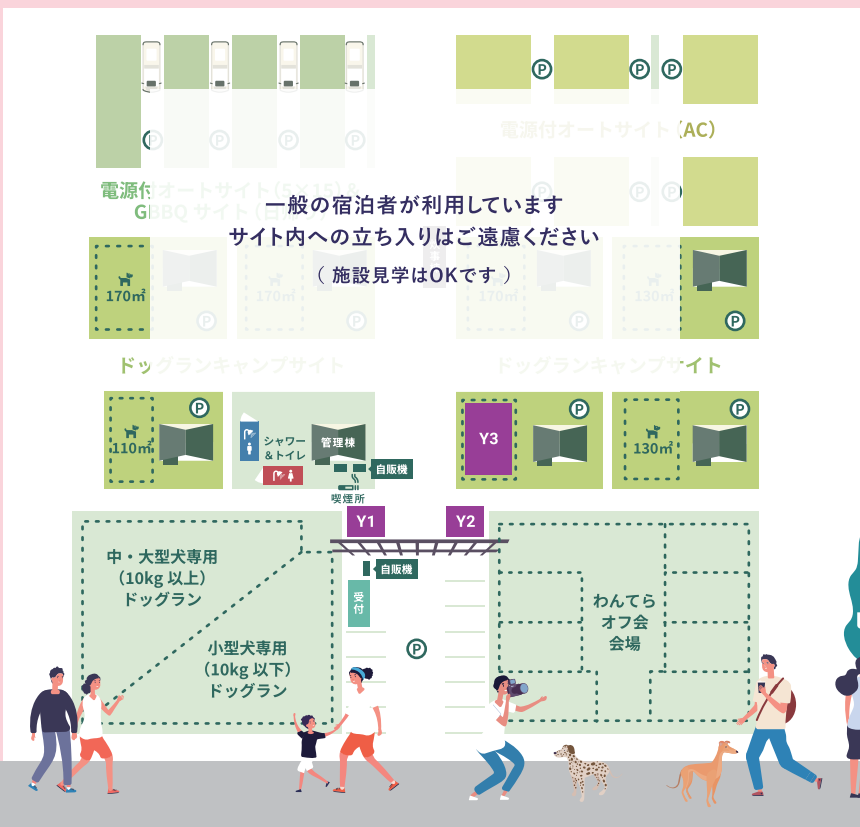 P
P
P
P
P
P
P
電源付オートサイト(AC)
P
P
P
電源付オートサイト(5×15)&
BBQサイト(日
一般の宿泊者が利用しています
サイト内への立ち入りはご遠慮ください
( 施設見学はOKです )
170㎡
P
170㎡
P
170㎡
P
130㎡
P
ドッグランキャンプサイト
ドッグランキャンプサイト
110㎡
P
シャワー
&トイレ
管理棟
自販機
喫煙所
Y3
P
130㎡
P
Y1
Y2
自販機
受付
P
中・大型犬専用
(10kg 以上)
ドッグラン
小型犬専用
(10kg 以下)
ドッグラン
わんてら
オフ会
会場